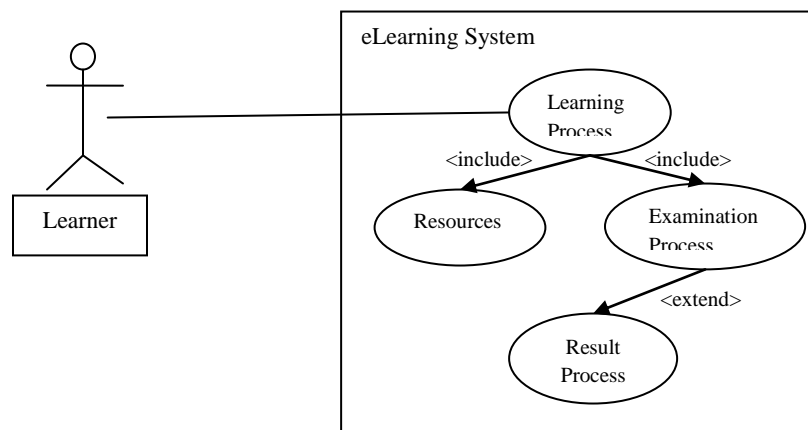 eLearning System
Learning
Process
<include>
<include>
Learner
Resources
Examination
Process
<extend>
Result
Process